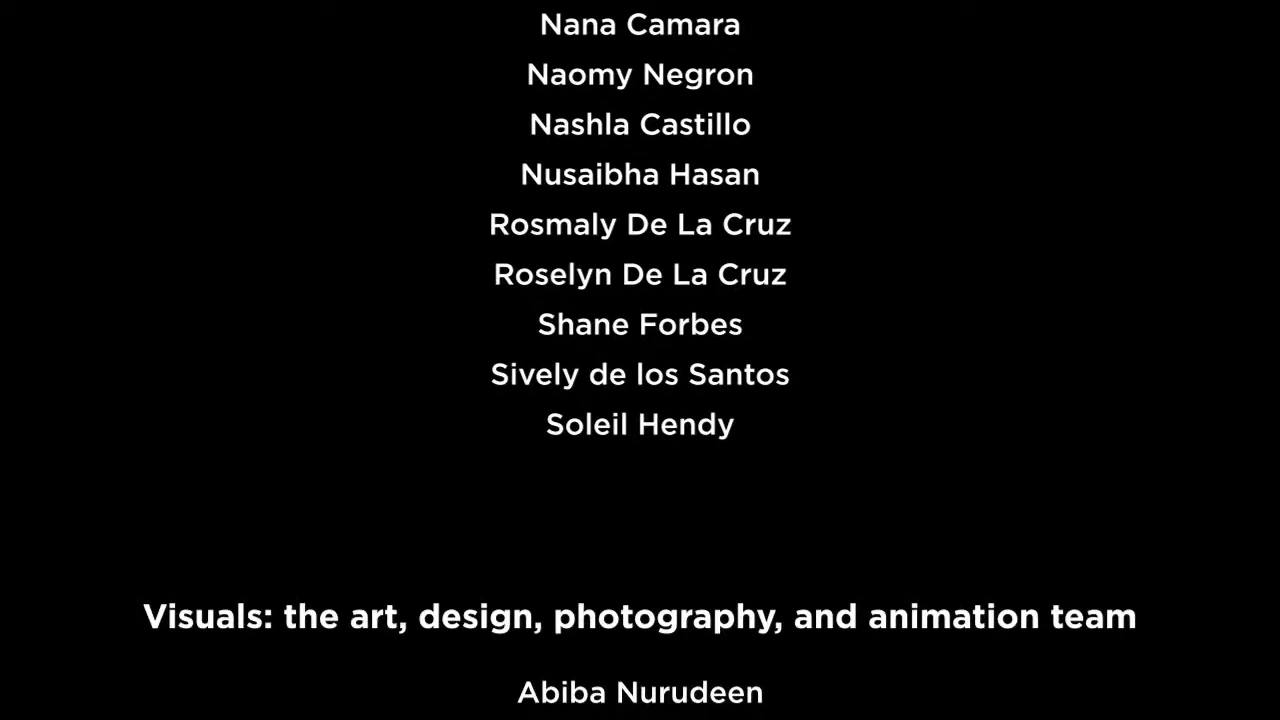 Nana Camara
Naomy Negron
Nashla Castillo
Nusaibha Hasan
Rosmaly De La Cruz
Roselyn De La Cruz
Shane Forbes
Sively de los Santos
Soleil Hendy
Visuals: the art, design, photography, and animation team
Abiba Nurudeen